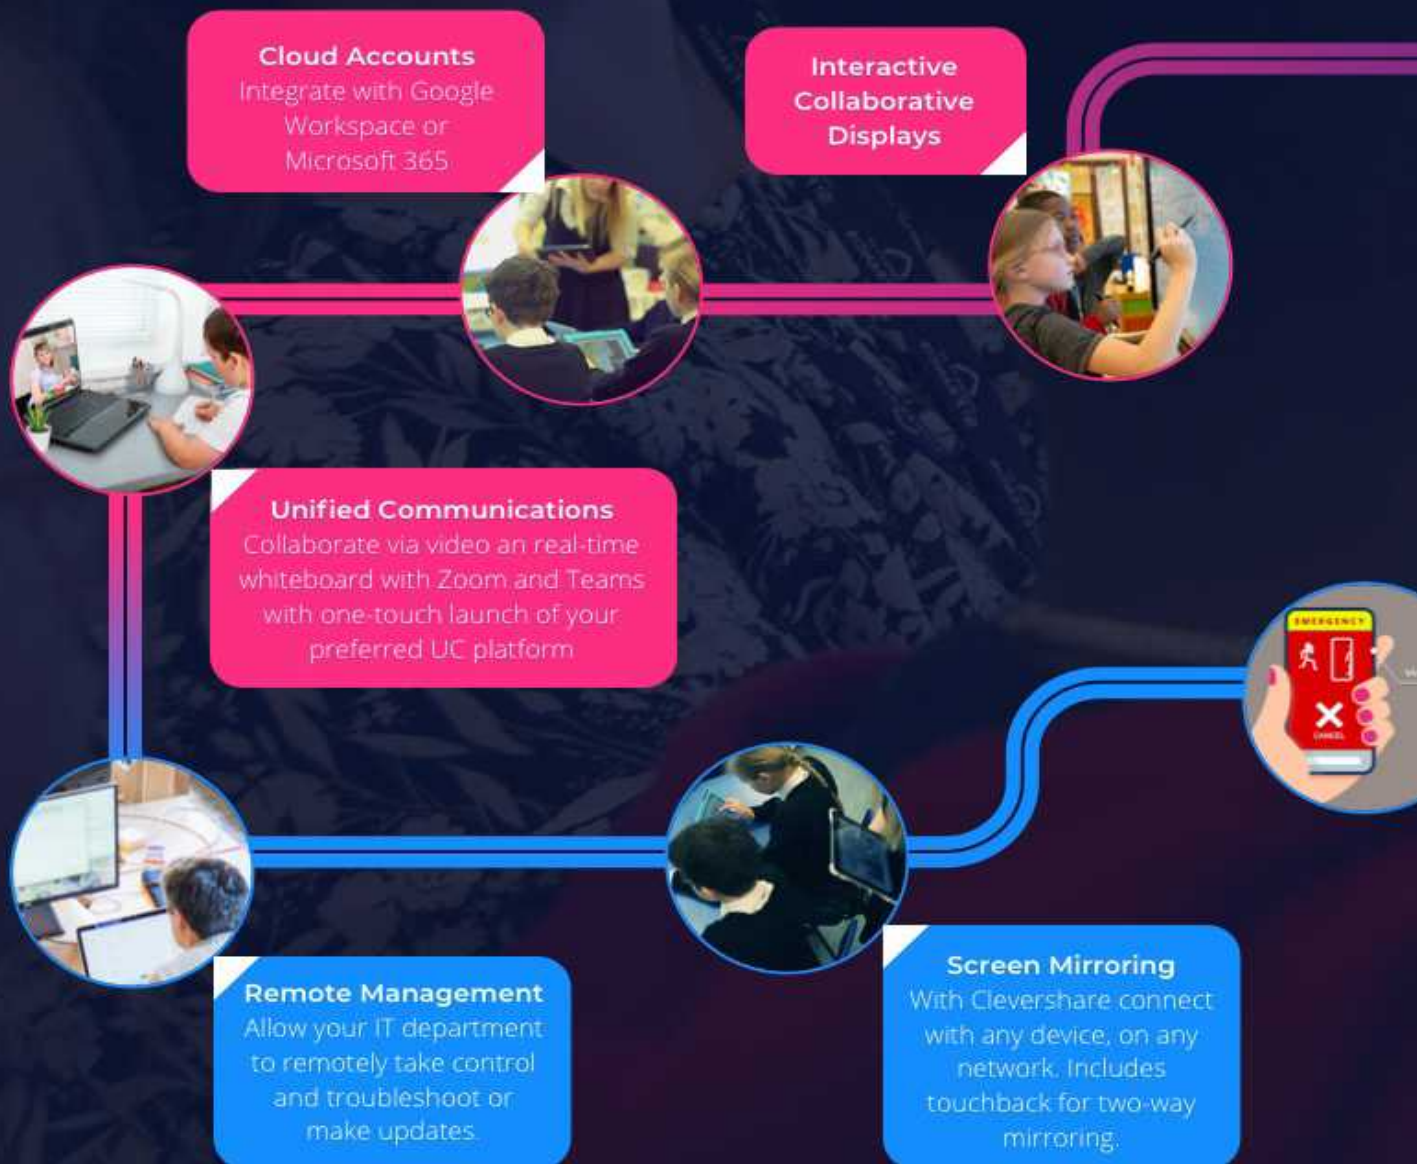 Cloud Accounts
Integrate with Google
Workspace or
Microsoft 365
Interactive
Collaborative
Displays
Unified Communications
Collaborate via video an real-time
whiteboard with Zoom and Teams
with one-touch launch of your
preferred UC platform
EMERGENCY
CANCEL
Remote Management
Allow your IT department
to remotely take control
and troubleshoot or
make updates.
Screen Mirroring
With Clevershare connect
with any device, on any
network. Includes
touchback for two-way
mirroring.